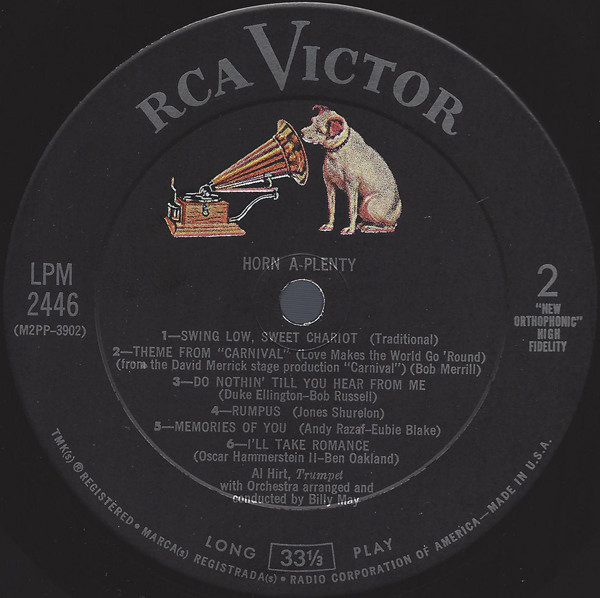 RCA VICTOR
HORN A-PLENTY
LPM
2446
(M2PP-3902)
2
"NEW
ORTHOPHONIC"
HIGH
FIDELITY
1—SWING LOW, SWEET CHARIOT (Traditional)
2—THEME FROM "CARNIVAL" (Love Makes the World Go 'Round)
(from the David Merrick stage production "Carnival") (Bob Merrill)
3—DO NOTHIN' TILL YOU HEAR FROM ME
(Duke Ellington–Bob Russell)
4—RUMPUS (Jones Shurelon)
5—MEMORIES OF YOU (Andy Razaf–Eubie Blake)
6—I'LL TAKE ROMANCE
(Oscar Hammerstein II–Ben Oakland)
Al Hirt, Trumpet
with Orchestra arranged and
conducted by Billy May
LONG 33⅓ PLAY
TMK(s) ® REGISTERED • MARCA(s) REGISTRADA(s) • RADIO CORPORATION OF AMERICA—MADE IN U.S.A.